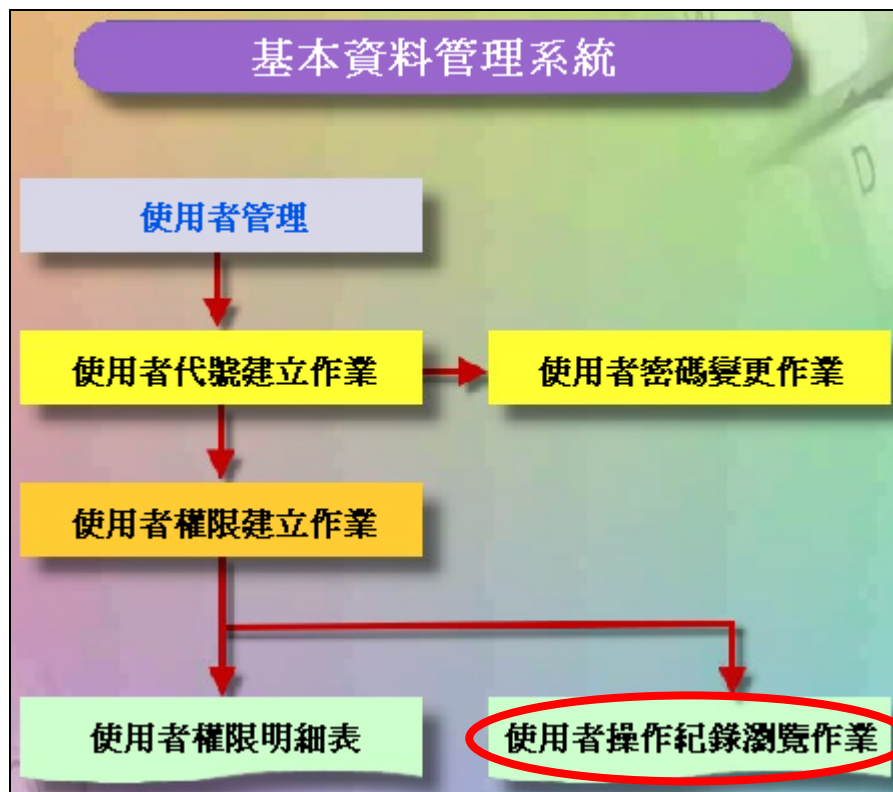 基本資料管理系統
使用者管理
使用者代號建立作業
使用者密碼變更作業
使用者權限建立作業
使用者權限明細表
使用者操作紀錄瀏覽作業
D